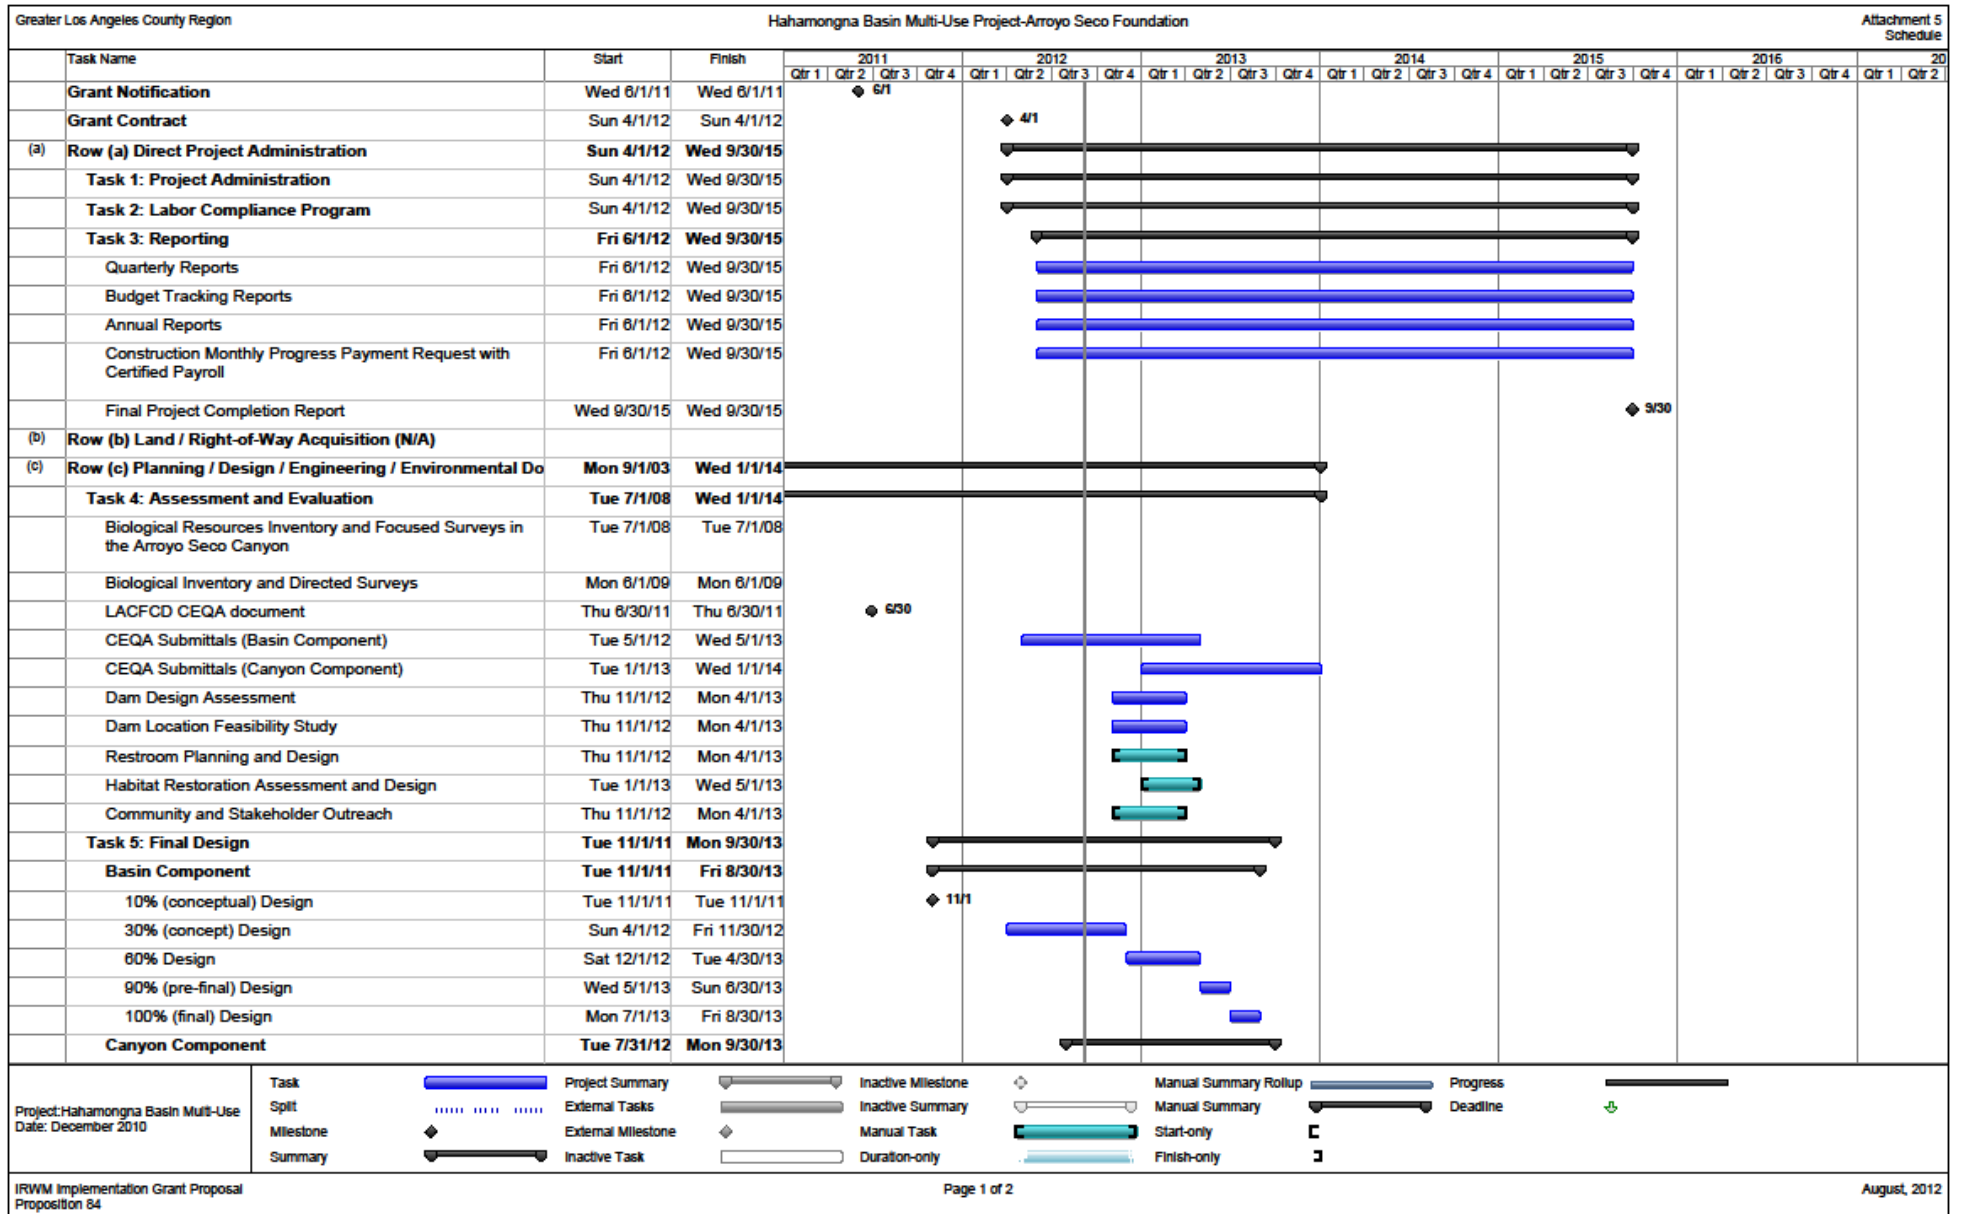 Greater Los Angeles County Region
Hahamongna Basin Multi-Use Project-Arroyo Seco Foundation
Attachment 5
Schedule
Task Name Start Finish 2011 2012 2013 2014 2015 2016 20
Qtr 1 Qtr 2 Qtr 3 Qtr 4 Qtr 1 Qtr 2 Qtr 3 Qtr 4 Qtr 1 Qtr 2 Qtr 3 Qtr 4 Qtr 1 Qtr 2 Qtr 3 Qtr 4 Qtr 1 Qtr 2 Qtr 3 Qtr 4 Qtr 1 Qtr 2 Qtr 3 Qtr 4 Qtr 1 Qtr 2
Grant Notification Wed 6/1/11 Wed 6/1/11 6/1
Grant Contract Sun 4/1/12 Sun 4/1/12 4/1
(a) Row (a) Direct Project Administration Sun 4/1/12 Wed 9/30/15
Task 1: Project Administration Sun 4/1/12 Wed 9/30/15
Task 2: Labor Compliance Program Sun 4/1/12 Wed 9/30/15
Task 3: Reporting Fri 6/1/12 Wed 9/30/15
Quarterly Reports Fri 6/1/12 Wed 9/30/15
Budget Tracking Reports Fri 6/1/12 Wed 9/30/15
Annual Reports Fri 6/1/12 Wed 9/30/15
Construction Monthly Progress Payment Request with Fri 6/1/12 Wed 9/30/15
Certified Payroll
Final Project Completion Report Wed 9/30/15 Wed 9/30/15 9/30
(b) Row (b) Land / Right-of-Way Acquisition (N/A)
(c) Row (c) Planning / Design / Engineering / Environmental Do Mon 9/1/03 Wed 1/1/14
Task 4: Assessment and Evaluation Tue 7/1/08 Wed 1/1/14
Biological Resources Inventory and Focused Surveys in Tue 7/1/08 Tue 7/1/08
the Arroyo Seco Canyon
Biological Inventory and Directed Surveys Mon 6/1/09 Mon 6/1/09
LACFCD CEQA document Thu 6/30/11 Thu 6/30/11 6/30
CEQA Submittals (Basin Component) Tue 5/1/12 Wed 5/1/13
CEQA Submittals (Canyon Component) Tue 1/1/13 Wed 1/1/14
Dam Design Assessment Thu 11/1/12 Mon 4/1/13
Dam Location Feasibility Study Thu 11/1/12 Mon 4/1/13
Restroom Planning and Design Thu 11/1/12 Mon 4/1/13
Habitat Restoration Assessment and Design Tue 1/1/13 Wed 5/1/13
Community and Stakeholder Outreach Thu 11/1/12 Mon 4/1/13
Task 5: Final Design Tue 11/1/11 Mon 9/30/13
Basin Component Tue 11/1/11 Fri 8/30/13
10% (conceptual) Design Tue 11/1/11 Tue 11/1/11 11/1
30% (concept) Design Sun 4/1/12 Fri 11/30/12
60% Design Sat 12/1/12 Tue 4/30/13
90% (pre-final) Design Wed 5/1/13 Sun 6/30/13
100% (final) Design Mon 7/1/13 Fri 8/30/13
Canyon Component Tue 7/31/12 Mon 9/30/13
Project:Hahamongna Basin Multi-Use
Date: December 2010
Task Project Summary Inactive Milestone Manual Summary Rollup Progress
Split External Tasks Inactive Summary Manual Summary Deadline
Milestone External Milestone Manual Task Start-only
Summary Inactive Task Duration-only Finish-only
IRWM Implementation Grant Proposal
Proposition 84
Page 1 of 2
August, 2012